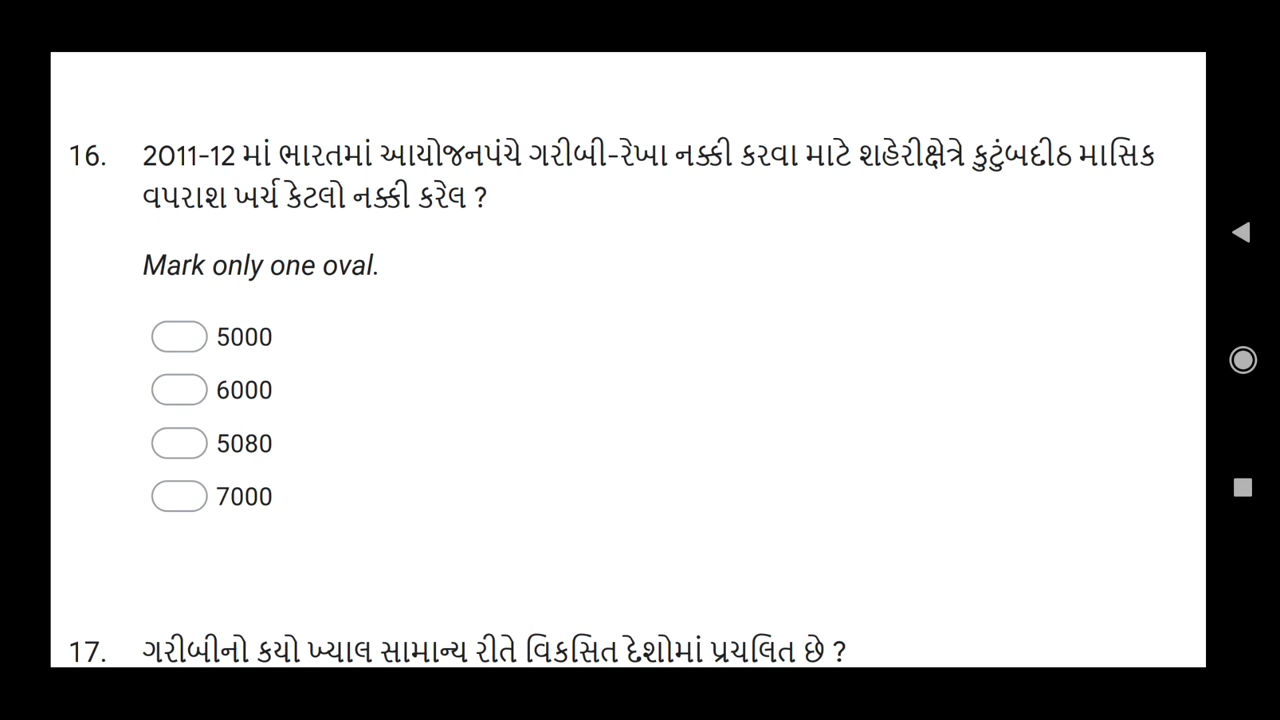 16. 2011-12 માં ભારતમાં આયોજનપંચે ગરીબી-રેખા નક્કી કરવા માટે શહેરીક્ષેત્રે કુટુંબદીઠ માસિક
વપરાશ ખર્ચ કેટલો નક્કી કરેલ ?
Mark only one oval.
5000
6000
5080
7000
17. ગરીબીનો કયો ખ્યાલ સામાન્ય રીતે વિકસિત દેશોમાં પ્રચલિત છે ?